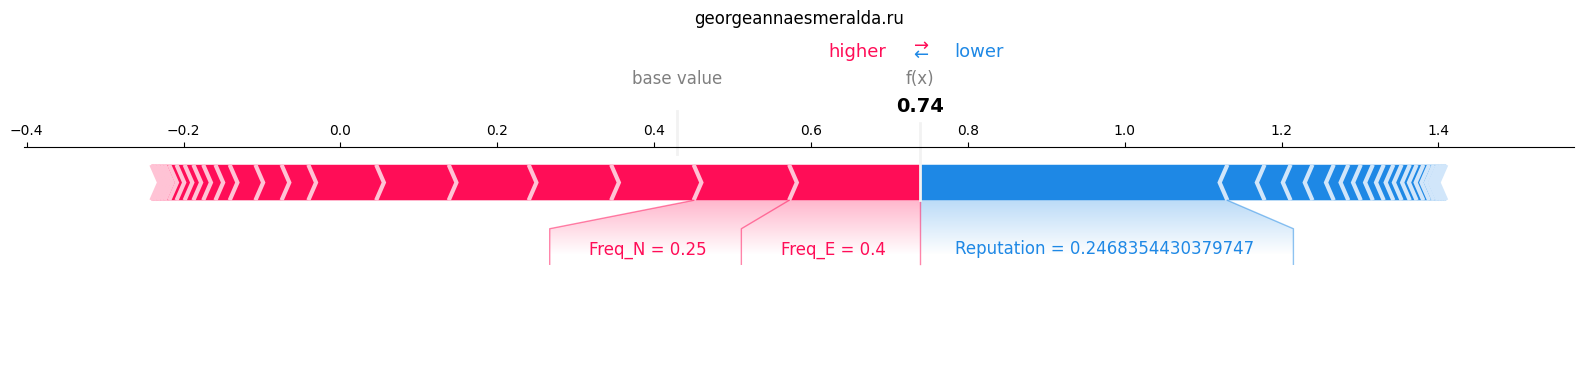 georgeannaesmeralda.ru
higher ⇄ lower
base value f(x)
0.74
−0.4 −0.2 0.0 0.2 0.4 0.6 0.8 1.0 1.2 1.4
Freq_N = 0.25 Freq_E = 0.4 Reputation = 0.2468354430379747